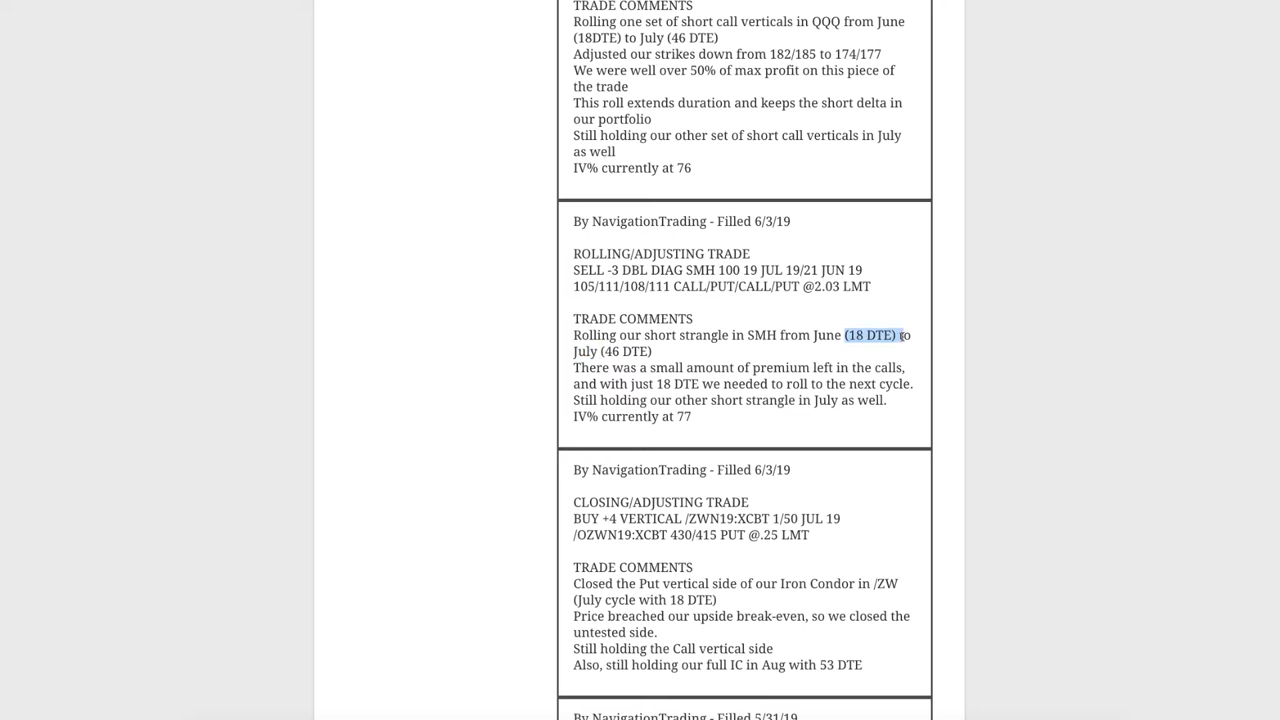 TRADE COMMENTS
Rolling one set of short call verticals in QQQ from June
(18DTE) to July (46 DTE)
Adjusted our strikes down from 182/185 to 174/177
We were well over 50% of max profit on this piece of
the trade
This roll extends duration and keeps the short delta in
our portfolio
Still holding our other set of short call verticals in July
as well
IV% currently at 76
By NavigationTrading - Filled 6/3/19
ROLLING/ADJUSTING TRADE
SELL -3 DBL DIAG SMH 100 19 JUL 19/21 JUN 19
105/111/108/111 CALL/PUT/CALL/PUT @2.03 LMT
TRADE COMMENTS
Rolling our short strangle in SMH from June (18 DTE) to
July (46 DTE)
There was a small amount of premium left in the calls,
and with just 18 DTE we needed to roll to the next cycle.
Still holding our other short strangle in July as well.
IV% currently at 77
By NavigationTrading - Filled 6/3/19
CLOSING/ADJUSTING TRADE
BUY +4 VERTICAL /ZWN19:XCBT 1/50 JUL 19
/OZWN19:XCBT 430/415 PUT @.25 LMT
TRADE COMMENTS
Closed the Put vertical side of our Iron Condor in /ZW
(July cycle with 18 DTE)
Price breached our upside break-even, so we closed the
untested side.
Still holding the Call vertical side
Also, still holding our full IC in Aug with 53 DTE
By NavigationTrading - Filled 5/31/19